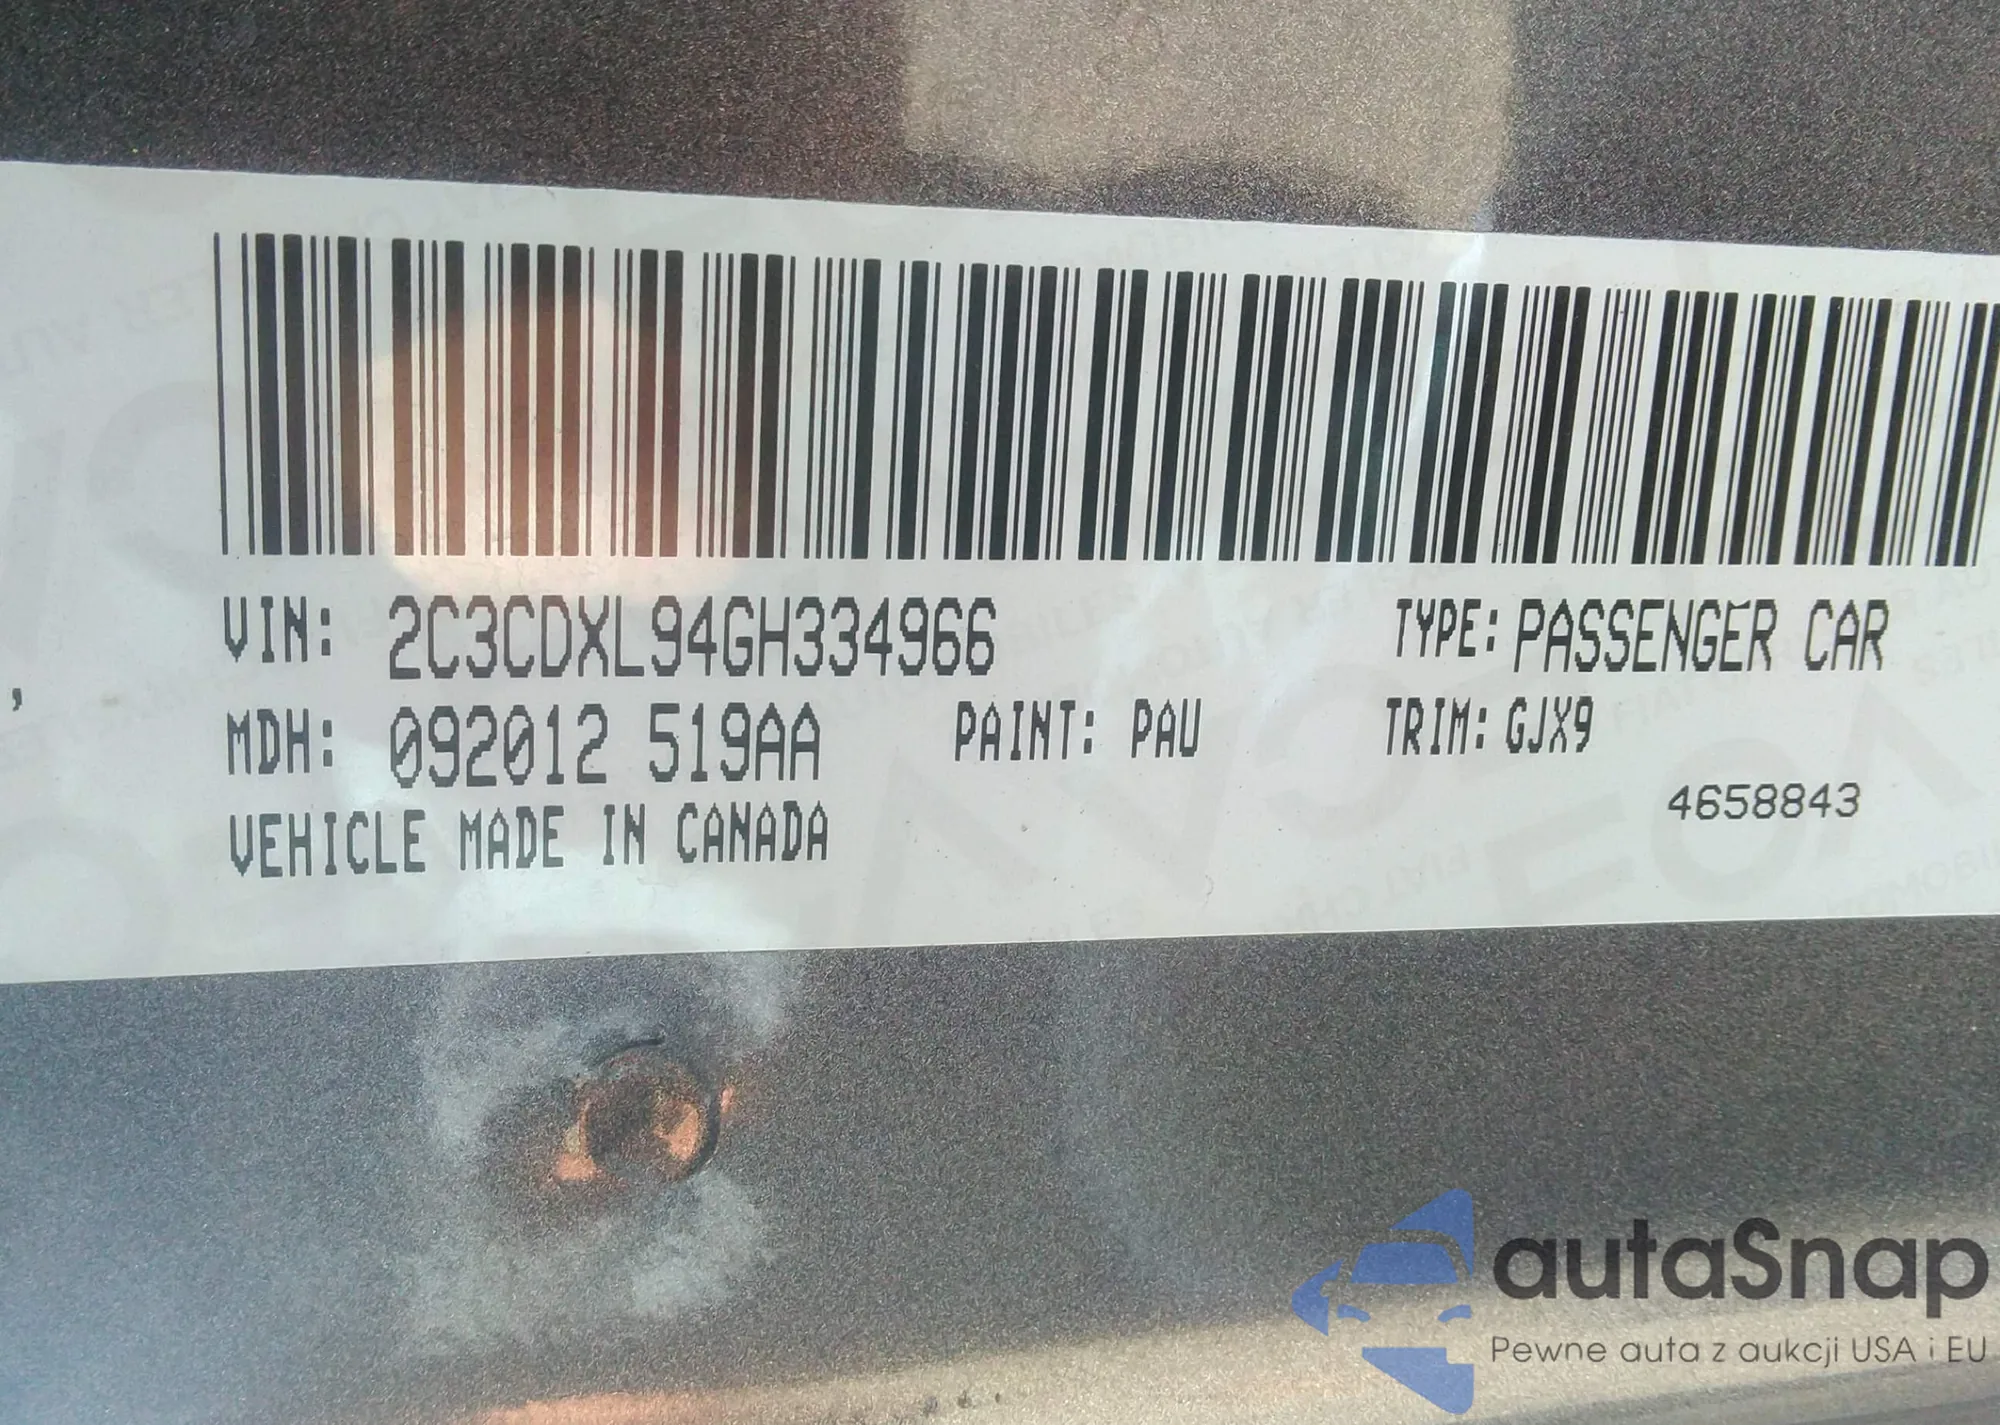 VIN: 2C3CDXL94GH334966 TYPE: PASSENGER CAR
MDH: 092012 519AA PAINT: PAU TRIM: GJX9
4658843
VEHICLE MADE IN CANADA
autaSnap
Pewne auta z aukcji USA i EU